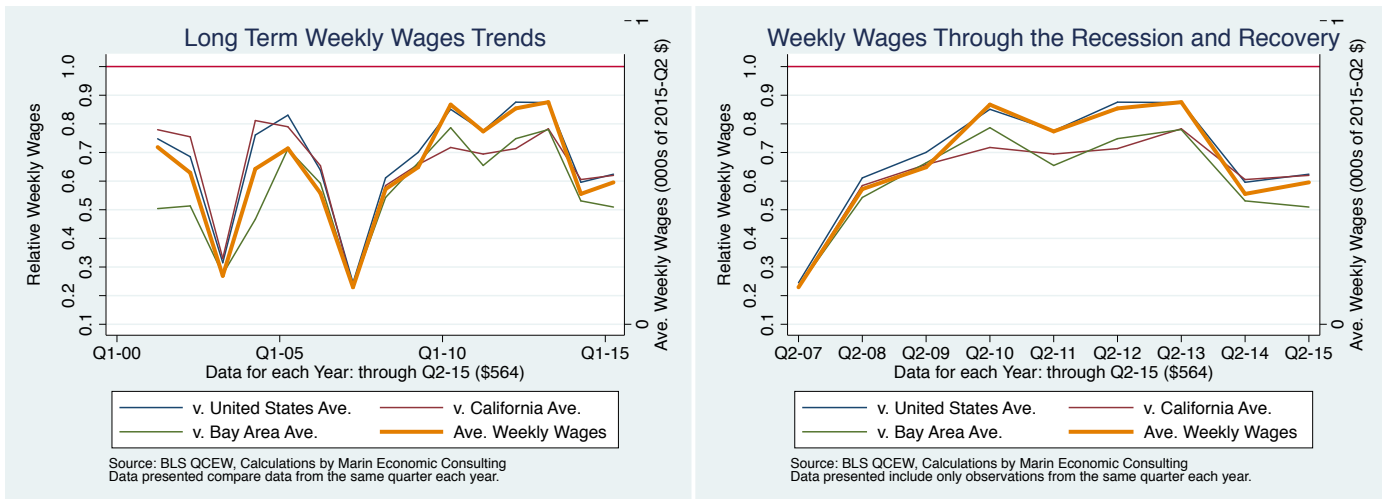 Long Term Weekly Wages Trends
Relative Weekly Wages
1.0
0.9
0.8
0.7
0.6
0.5
0.4
0.3
0.2
0.1
1
0
Ave. Weekly Wages (000s of 2015-Q2 $)
Q1-00 Q1-05 Q1-10 Q1-15
Data for each Year: through Q2-15 ($564)
v. United States Ave. v. California Ave.
v. Bay Area Ave. Ave. Weekly Wages
Source: BLS QCEW, Calculations by Marin Economic Consulting
Data presented compare data from the same quarter each year.
Weekly Wages Through the Recession and Recovery
Relative Weekly Wages
1.0
0.9
0.8
0.7
0.6
0.5
0.4
0.3
0.2
0.1
1
0
Ave. Weekly Wages (000s of 2015-Q2 $)
Q2-07 Q2-08 Q2-09 Q2-10 Q2-11 Q2-12 Q2-13 Q2-14 Q2-15
Data for each Year: through Q2-15 ($564)
v. United States Ave. v. California Ave.
v. Bay Area Ave. Ave. Weekly Wages
Source: BLS QCEW, Calculations by Marin Economic Consulting
Data presented include only observations from the same quarter each year.